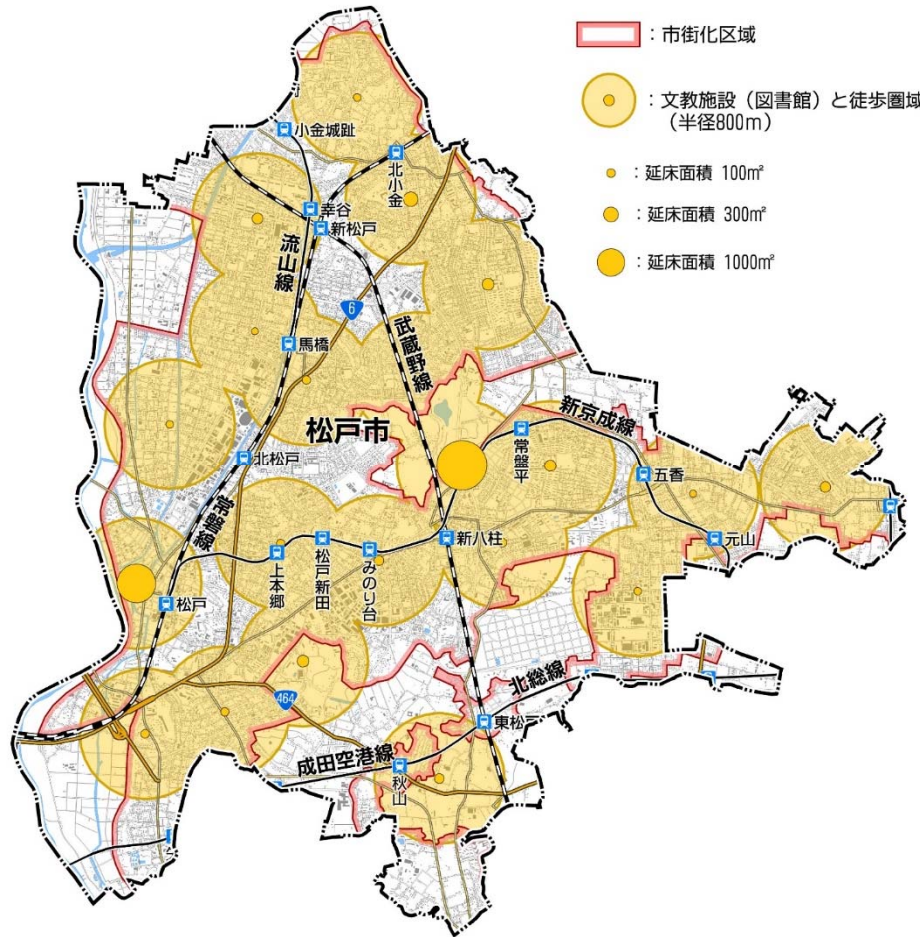 ：市街化区域
：文教施設（図書館）と徒歩圏域
（半径800m）
：延床面積 100㎡
：延床面積 300㎡
：延床面積 1000㎡
小金城趾
北小金
幸谷
新松戸
流山線
6
武蔵野線
馬橋
松戸市
新京成線
常盤平
北松戸
五香
常磐線
新八柱
元山
上本郷
松戸新田
みのり台
松戸
464
北総線
東松戸
成田空港線
秋山